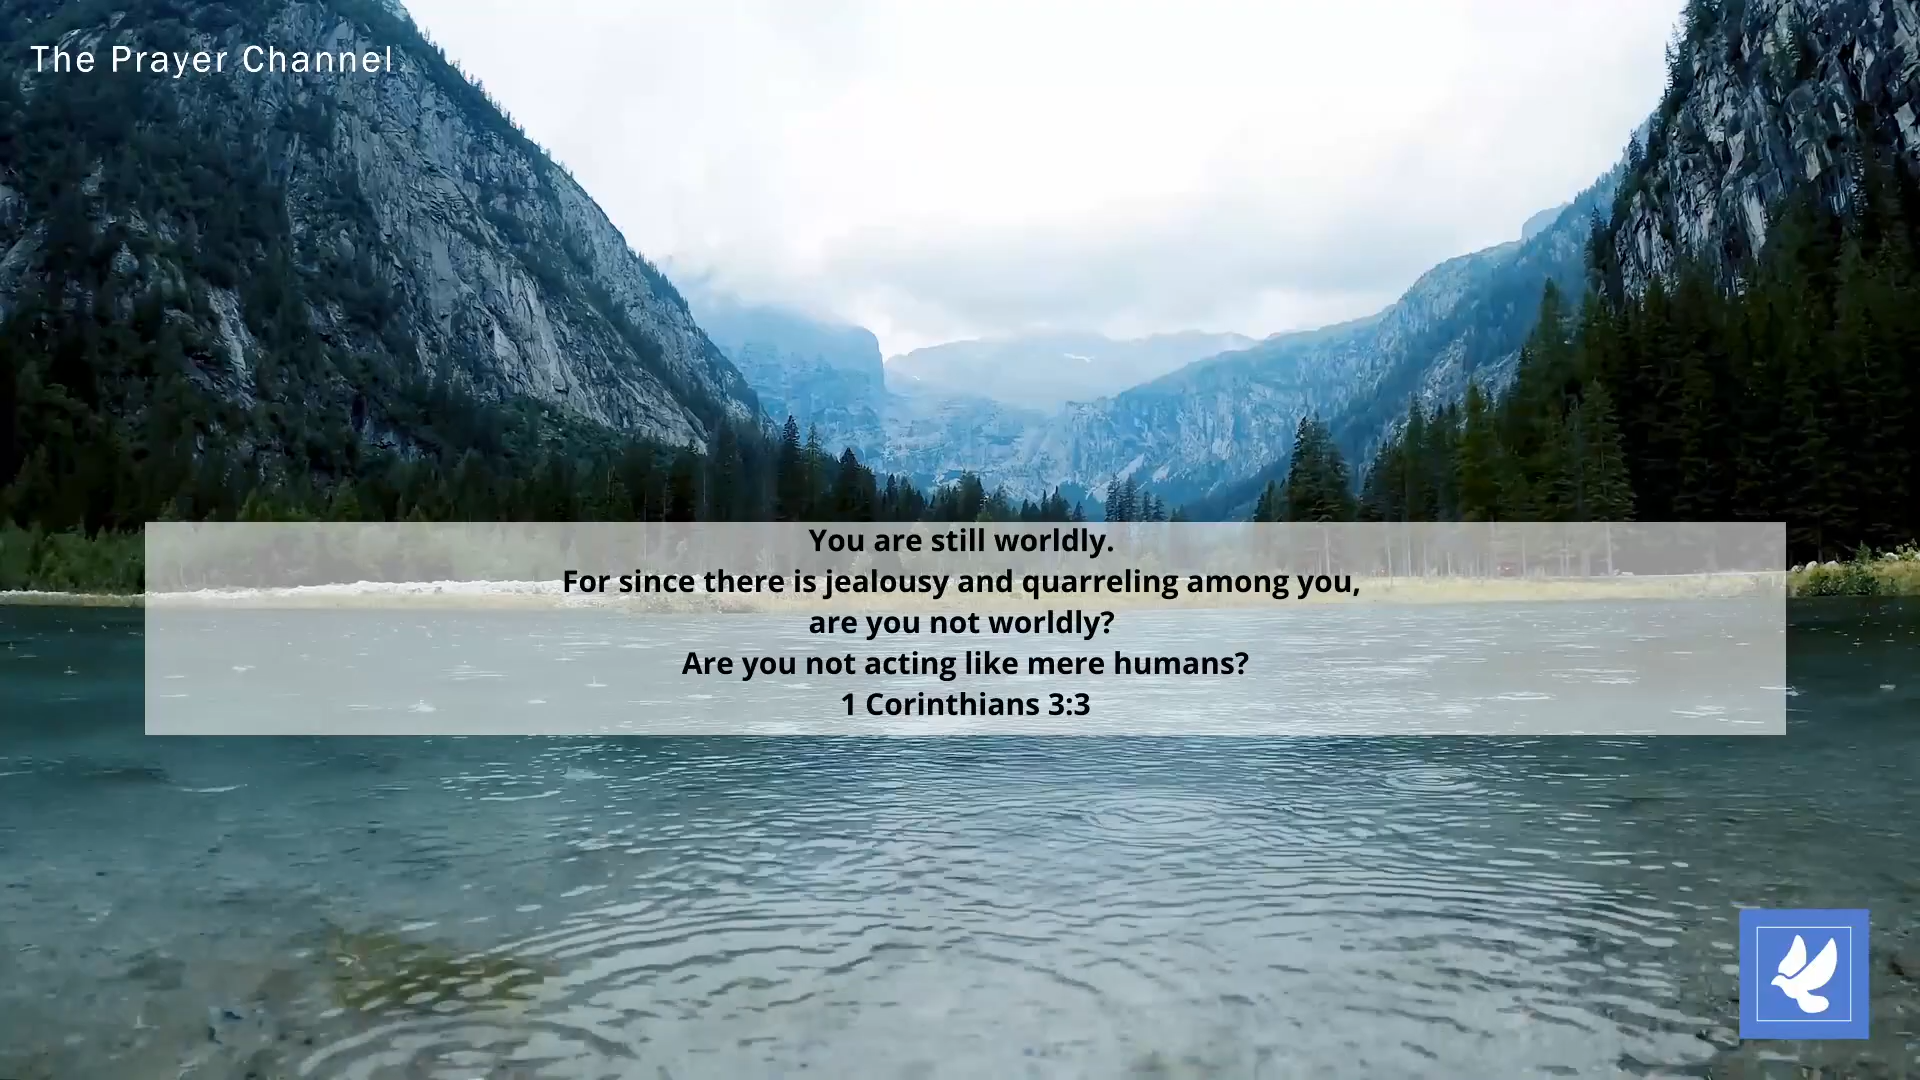 The Prayer Channel
You are still worldly.
For since there is jealousy and quarreling among you,
are you not worldly?
Are you not acting like mere humans?
1 Corinthians 3:3